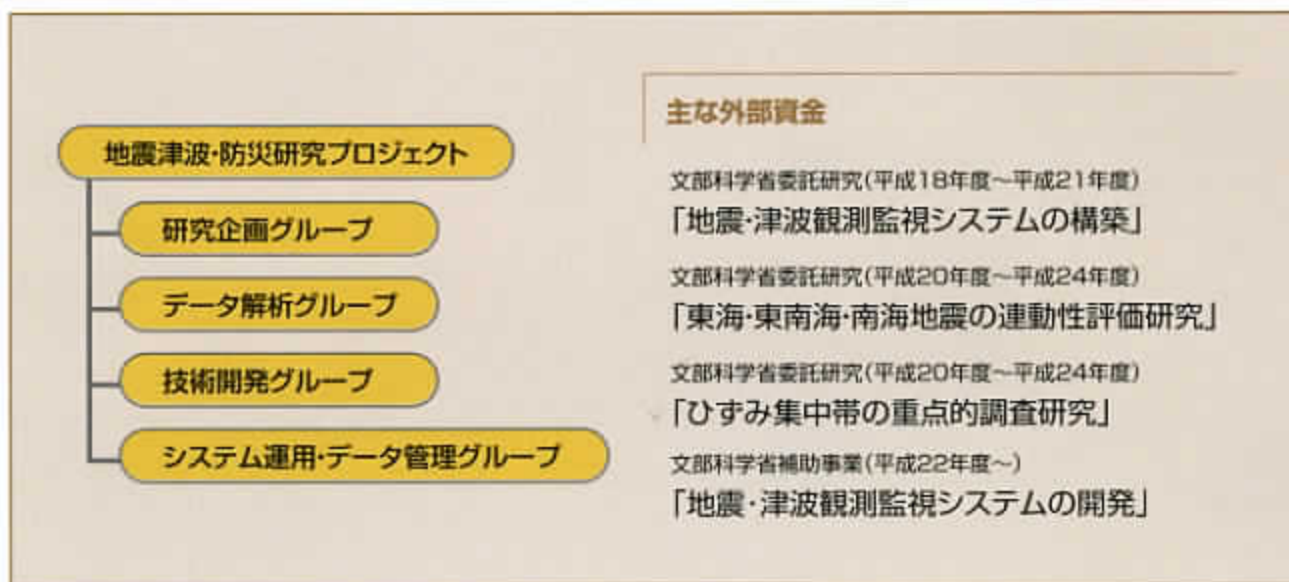 地震津波・防災研究プロジェクト
研究企画グループ
データ解析グループ
技術開発グループ
システム運用・データ管理グループ
主な外部資金
文部科学省委託研究(平成18年度〜平成21年度)
「地震・津波観測監視システムの構築」
文部科学省委託研究(平成20年度〜平成24年度)
「東海・東南海・南海地震の連動性評価研究」
文部科学省委託研究(平成20年度〜平成24年度)
「ひずみ集中帯の重点的調査研究」
文部科学省補助事業(平成22年度〜)
「地震・津波観測監視システムの開発」